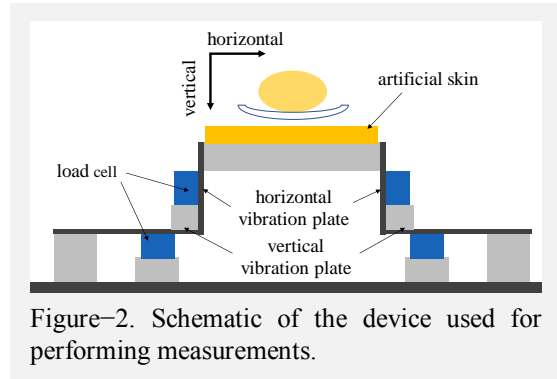 horizontal
vertical
artificial skin
load cell
horizontal
vibration plate
vertical
vibration plate
Figure−2. Schematic of the device used for
performing measurements.